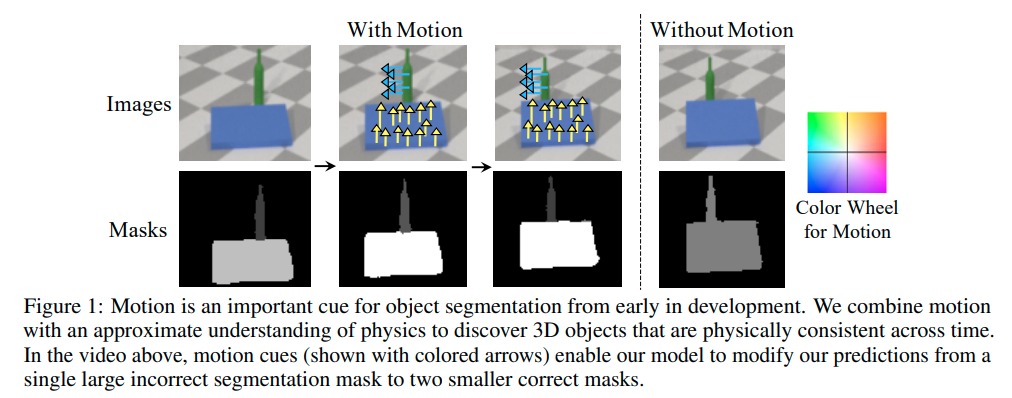 With Motion
Without Motion
Images
Masks
Color Wheel
for Motion
Figure 1: Motion is an important cue for object segmentation from early in development. We combine motion
with an approximate understanding of physics to discover 3D objects that are physically consistent across time.
In the video above, motion cues (shown with colored arrows) enable our model to modify our predictions from a
single large incorrect segmentation mask to two smaller correct masks.